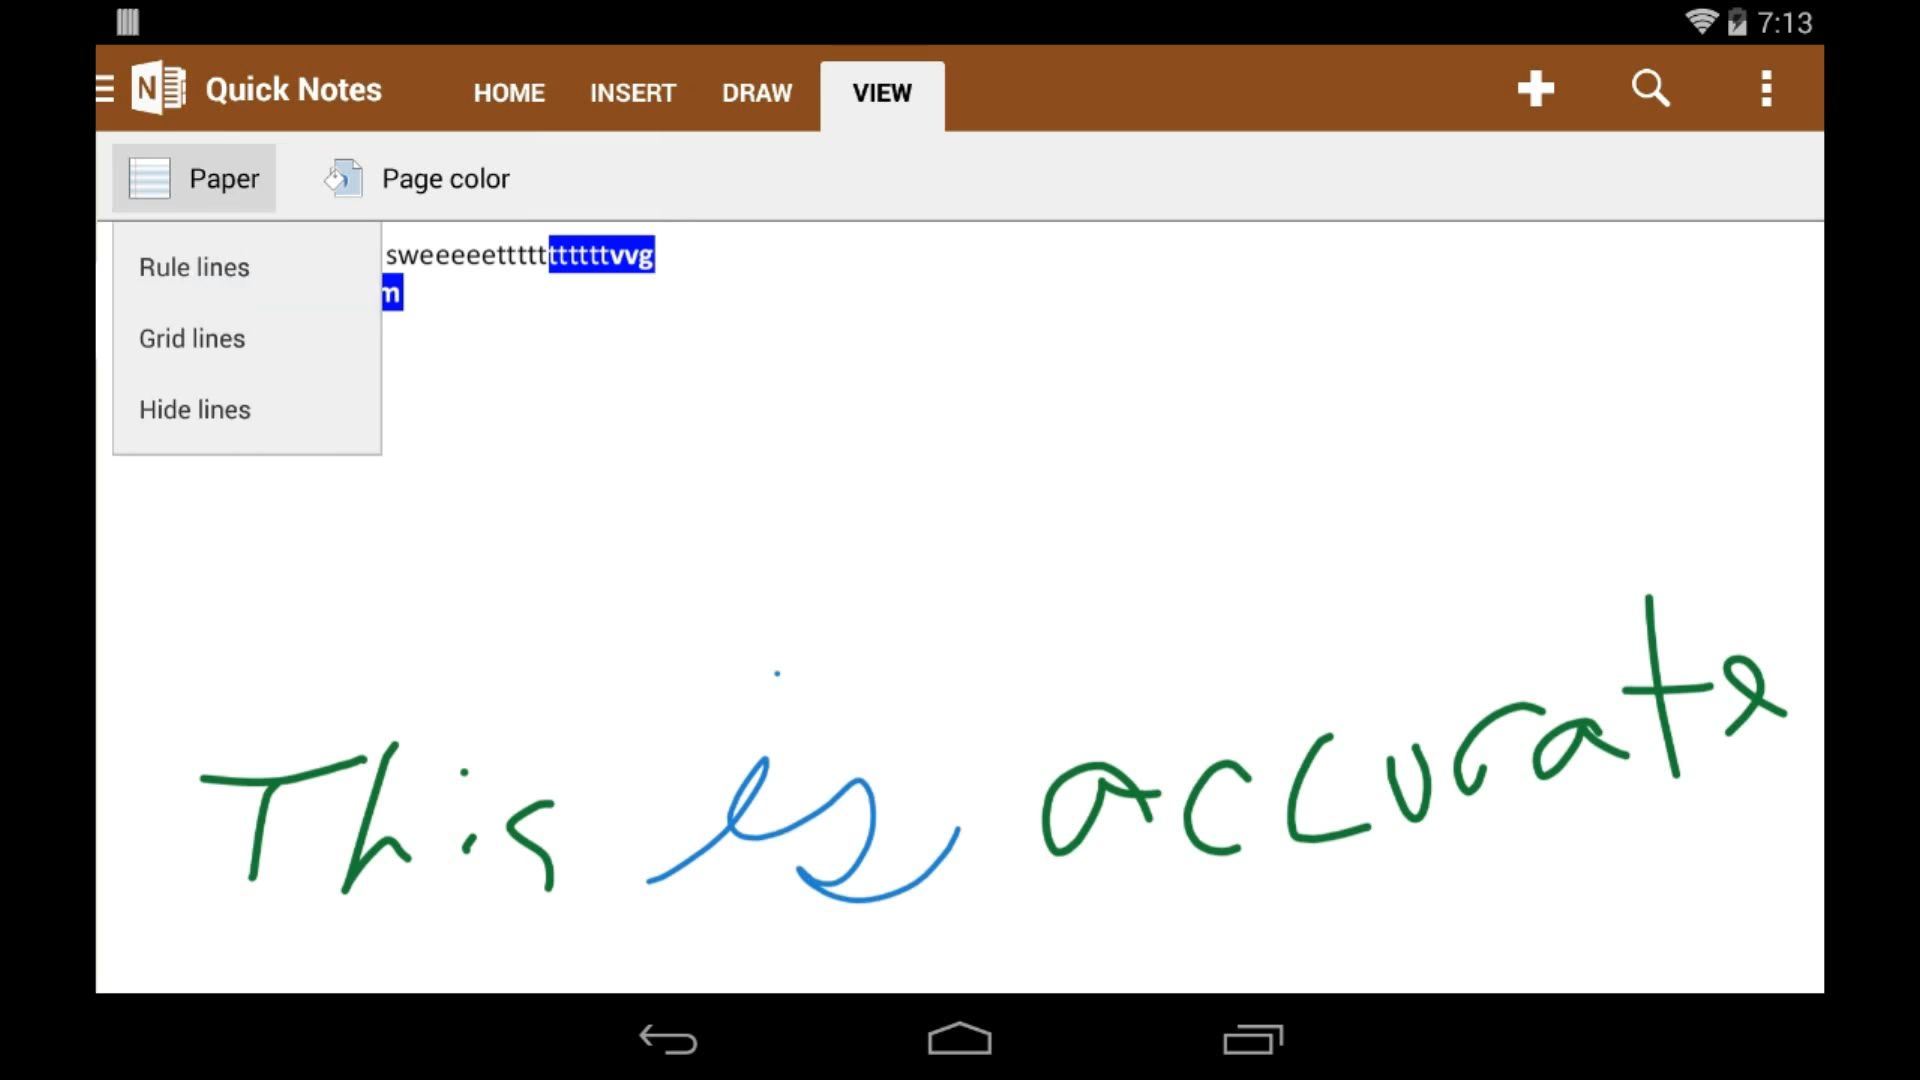 7:13
N Quick Notes HOME INSERT DRAW VIEW
Paper Page color
Rule lines
Grid lines
Hide lines
sweeeeetttttttttttvvg
m
This is accurate